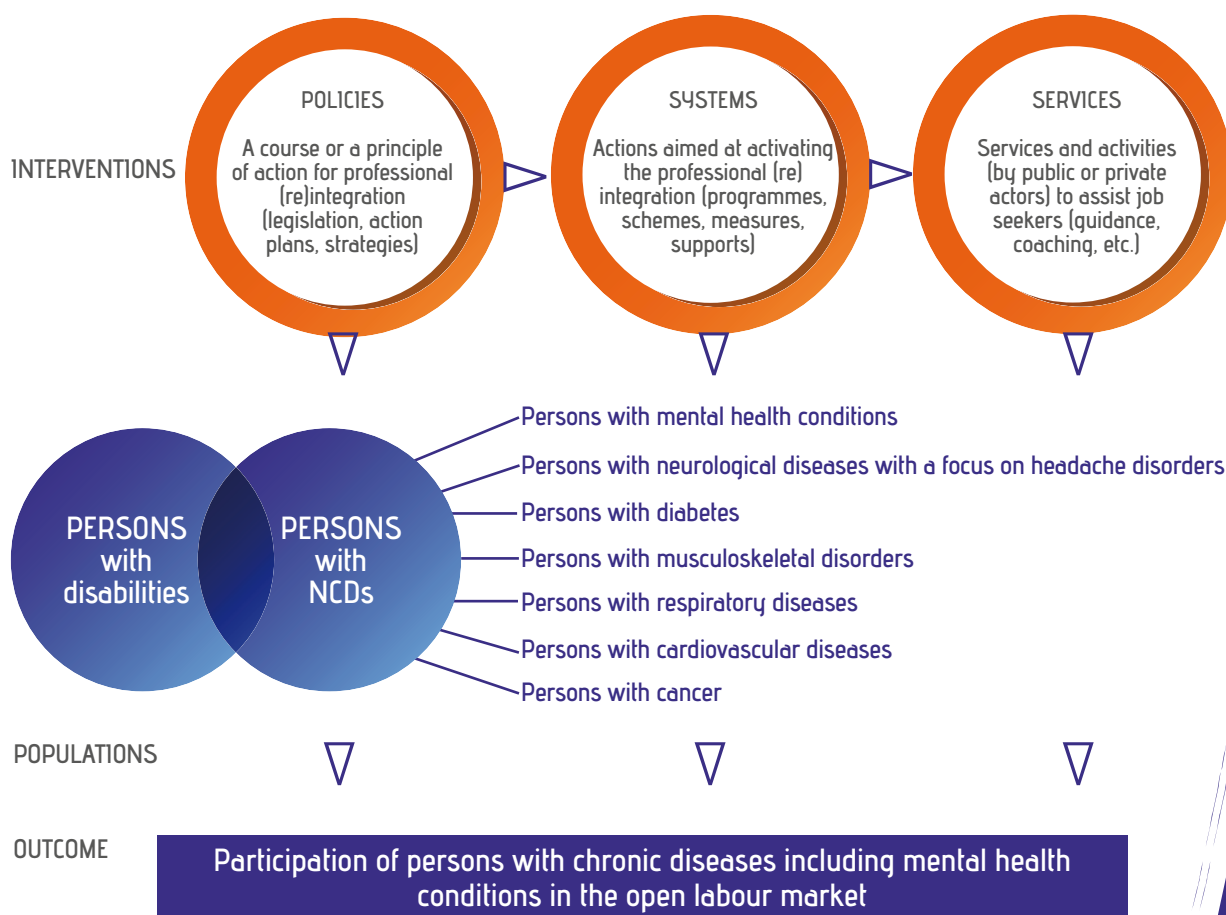 INTERVENTIONS
POLICIES
A course or a principle
of action for professional
(re)integration
(legislation, action
plans, strategies)
SYSTEMS
Actions aimed at activating
the professional (re)
integration (programmes,
schemes, measures,
supports)
SERVICES
Services and activities
(by public or private
actors) to assist job
seekers (guidance,
coaching, etc.)
PERSONS
with
disabilities
PERSONS
with
NCDs
Persons with mental health conditions
Persons with neurological diseases with a focus on headache disorders
Persons with diabetes
Persons with musculoskeletal disorders
Persons with respiratory diseases
Persons with cardiovascular diseases
Persons with cancer
POPULATIONS
OUTCOME
Participation of persons with chronic diseases including mental health
conditions in the open labour market